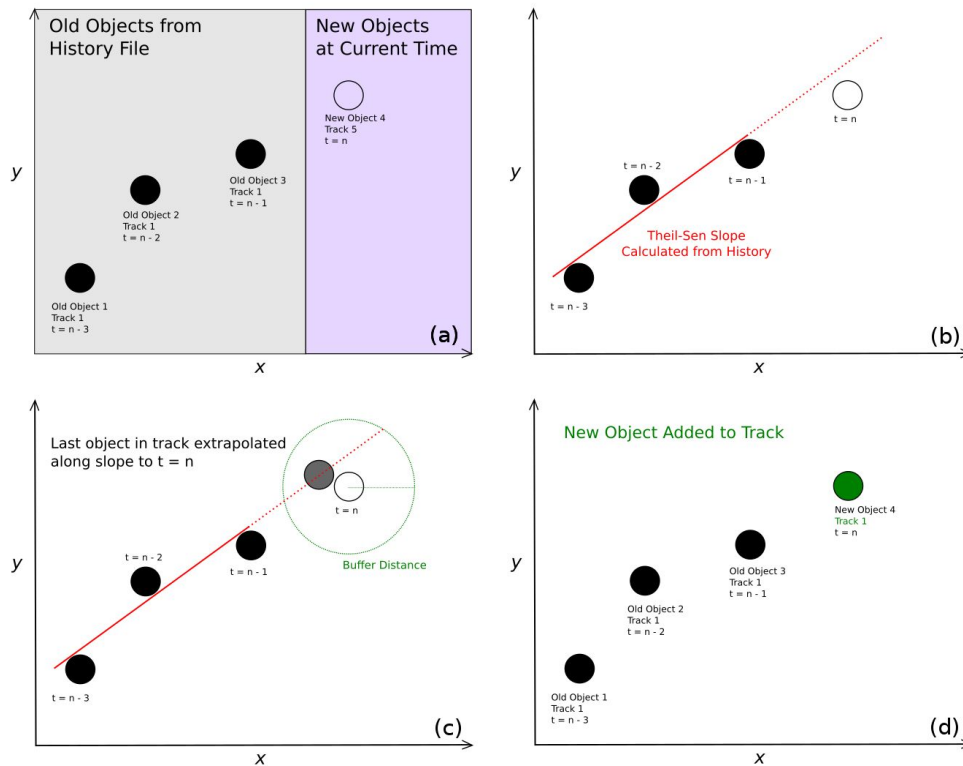 Old Objects from
History File
New Objects
at Current Time
New Object 4
Track 5
t = n
Old Object 3
Track 1
t = n - 1
Old Object 2
Track 1
t = n - 2
Old Object 1
Track 1
t = n - 3
y
x
(a)
t = n
t = n - 2
t = n - 1
Theil-Sen Slope
Calculated from History
t = n - 3
y
x
(b)
Last object in track extrapolated
along slope to t = n
t = n
t = n - 2
t = n - 1
Buffer Distance
t = n - 3
y
x
(c)
New Object Added to Track
New Object 4
Track 1
t = n
Old Object 3
Track 1
t = n - 1
Old Object 2
Track 1
t = n - 2
Old Object 1
Track 1
t = n - 3
y
x
(d)